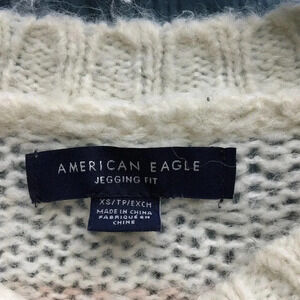 AMERICAN EAGLE
JEGGING FIT
XS/TP/EXCH
MADE IN CHINA
FABRIQUÉ EN
CHINE